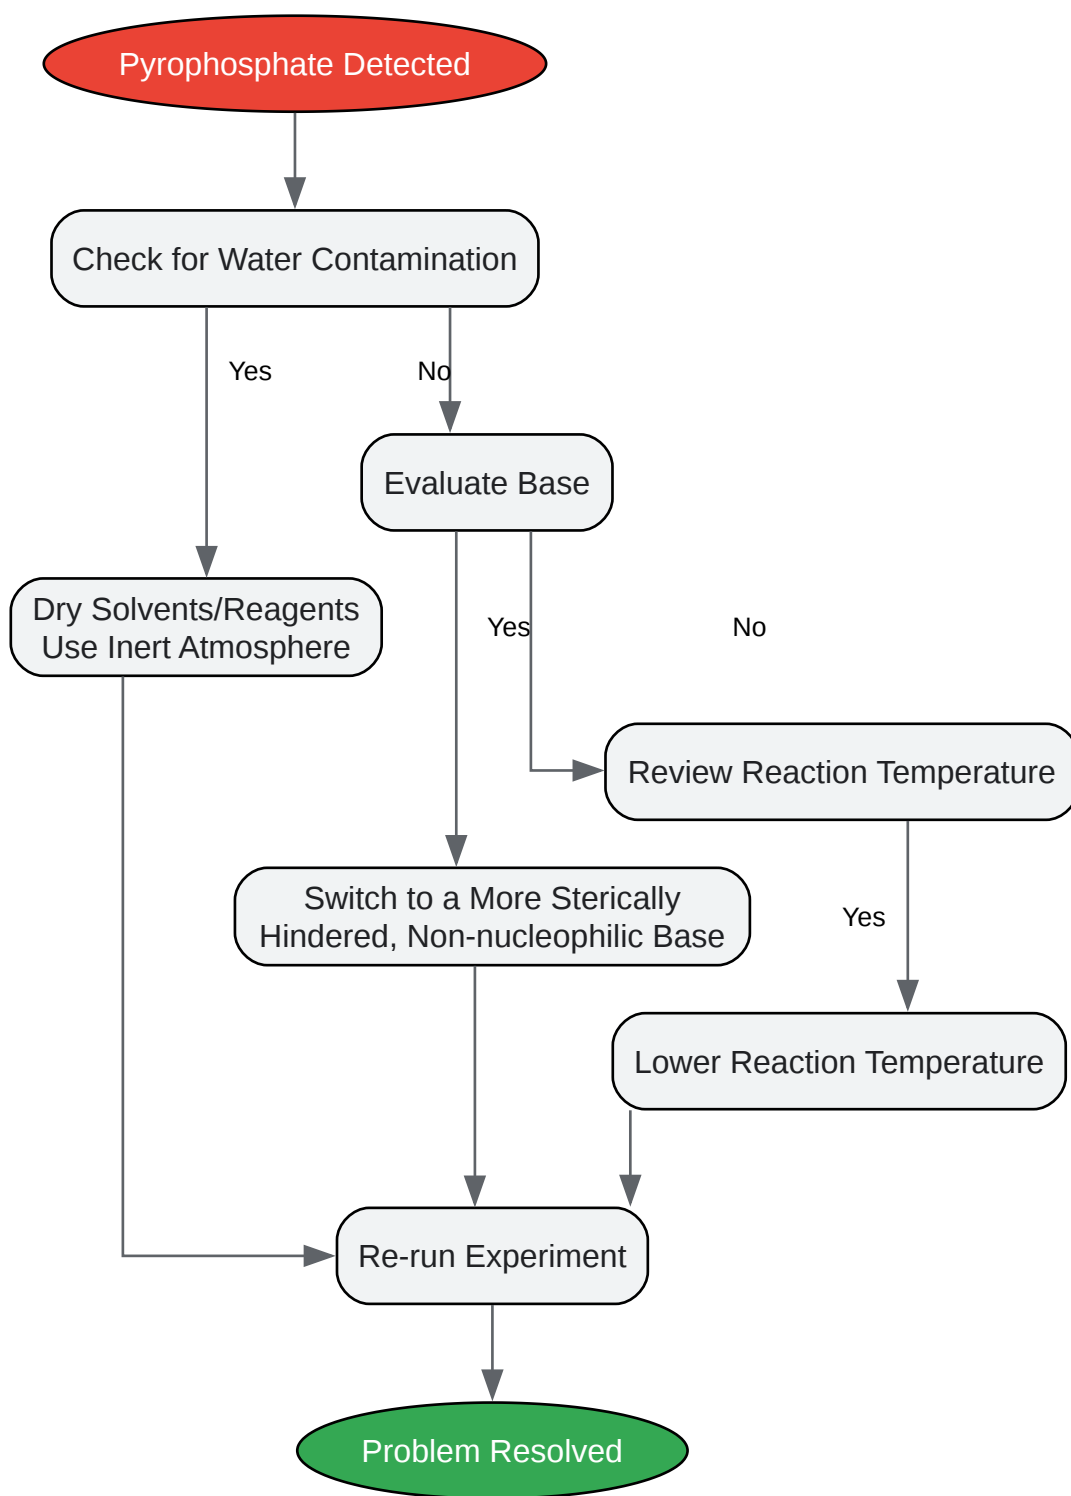 Pyrophosphate Detected
Check for Water Contamination
Yes
No
Evaluate Base
Dry Solvents/Reagents
Use Inert Atmosphere
Yes
No
Review Reaction Temperature
Switch to a More Sterically
Hindered, Non-nucleophilic Base
Yes
Lower Reaction Temperature
Re-run Experiment
Problem Resolved